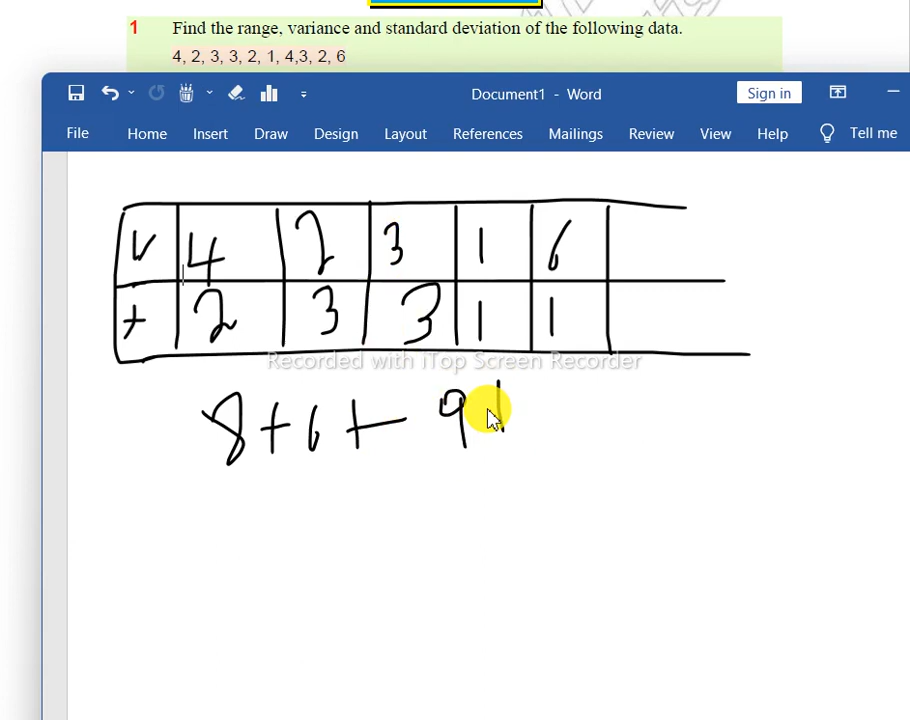 1 Find the range, variance and standard deviation of the following data.
4, 2, 3, 3, 2, 1, 4,3, 2, 6
Document1 - Word
Sign in
File Home Insert Draw Design Layout References Mailings Review View Help Tell me
V 4 2 3 1 6
f 2 3 3 1 1
Recorded with iTop Screen Recorder
8+6+ 9+